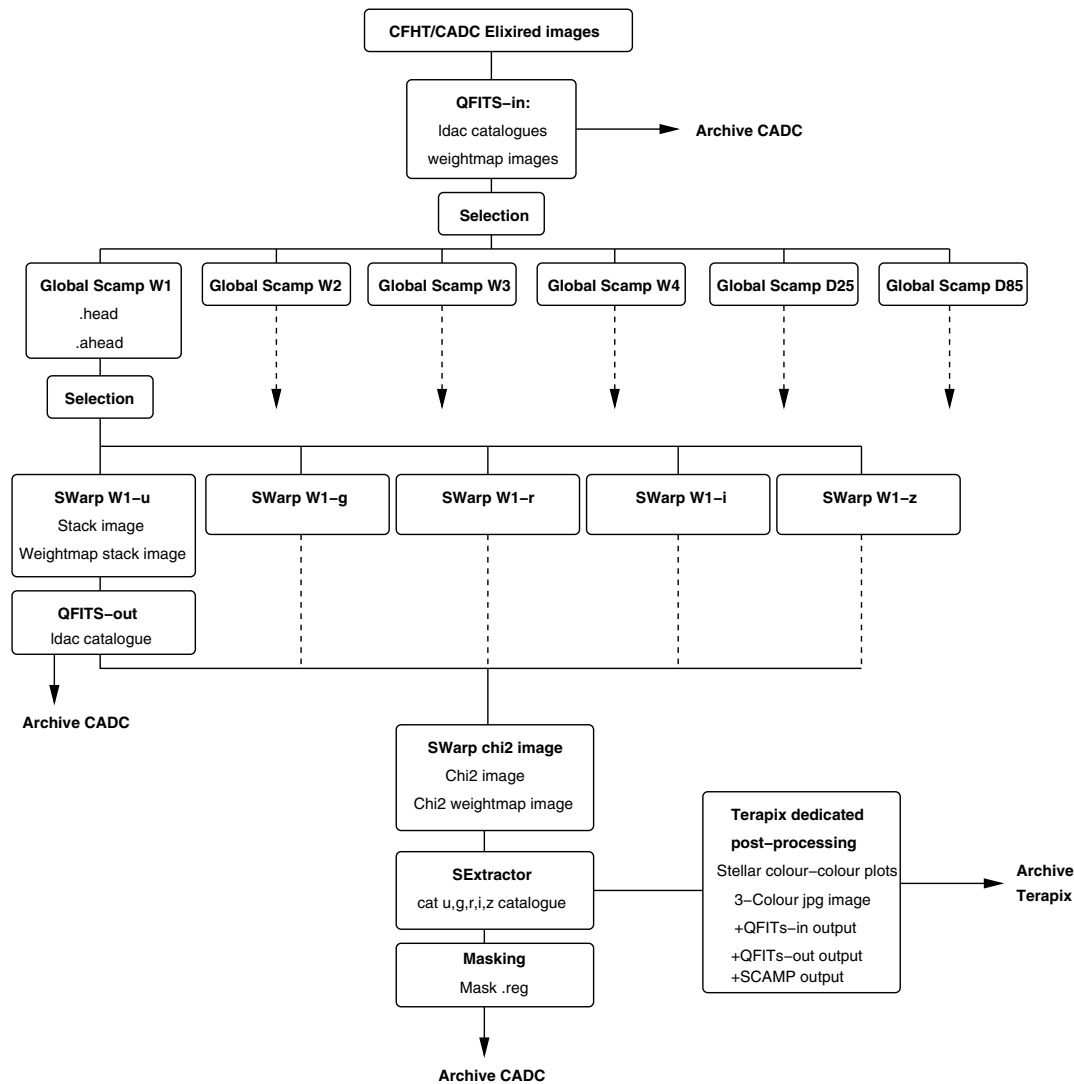 CFHT/CADC Elixired images
QFITS−in:
ldac catalogues
weightmap images
Archive CADC
Selection
Global Scamp W1
.head
.ahead
Global Scamp W2
Global Scamp W3
Global Scamp W4
Global Scamp D25
Global Scamp D85
Selection
SWarp W1−u
Stack image
Weightmap stack image
SWarp W1−g
SWarp W1−r
SWarp W1−i
SWarp W1−z
QFITS−out
ldac catalogue
Archive CADC
SWarp chi2 image
Chi2 image
Chi2 weightmap image
SExtractor
cat u,g,r,i,z catalogue
Masking
Mask .reg
Archive CADC
Terapix dedicated
post−processing
Stellar colour−colour plots
3−Colour jpg image
+QFITs−in output
+QFITs−out output
+SCAMP output
Archive
Terapix